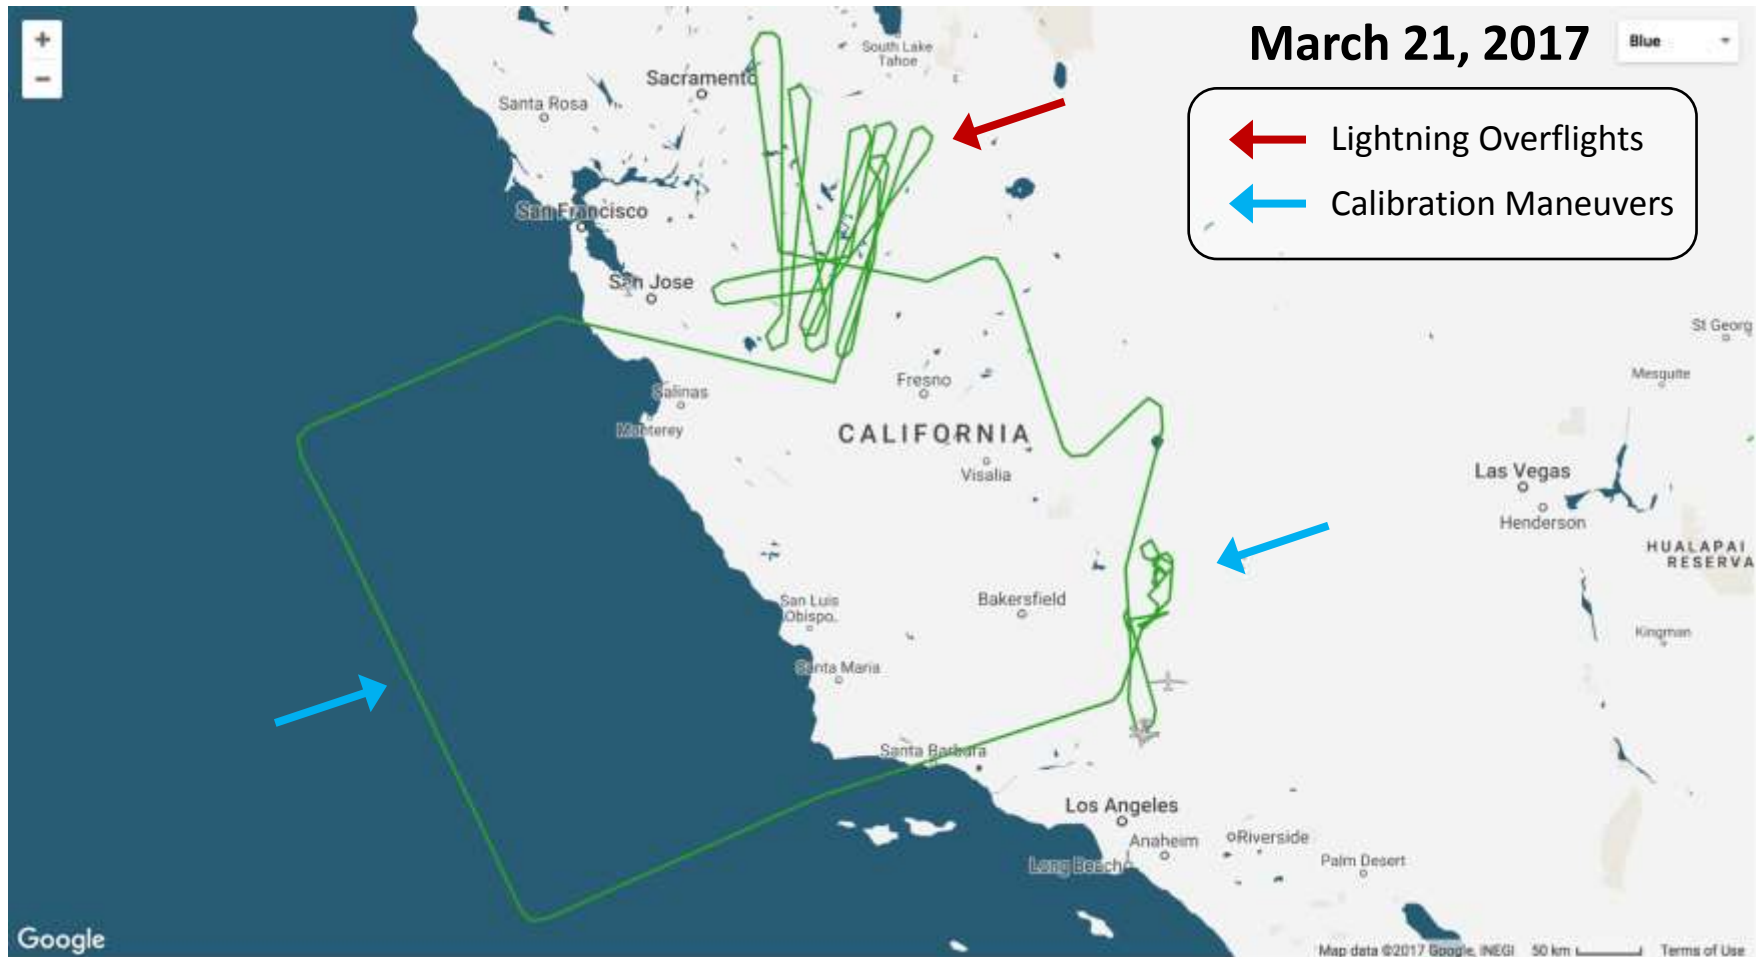 +
−
March 21, 2017
Blue
Lightning Overflights
Calibration Maneuvers
South Lake
Tahoe
Sacramento
Santa Rosa
San Francisco
San Jose
St Georg
Mesquite
Salinas
Fresno
Monterey
CALIFORNIA
Visalia
Las Vegas
Henderson
HUALAPAI
RESERVA
San Luis
Obispo
Bakersfield
Kingman
Santa Maria
Santa Barbara
Los Angeles
Anaheim
Riverside
Long Beach
Palm Desert
Google
Map data ©2017 Google, INEGI 50 km Terms of Use